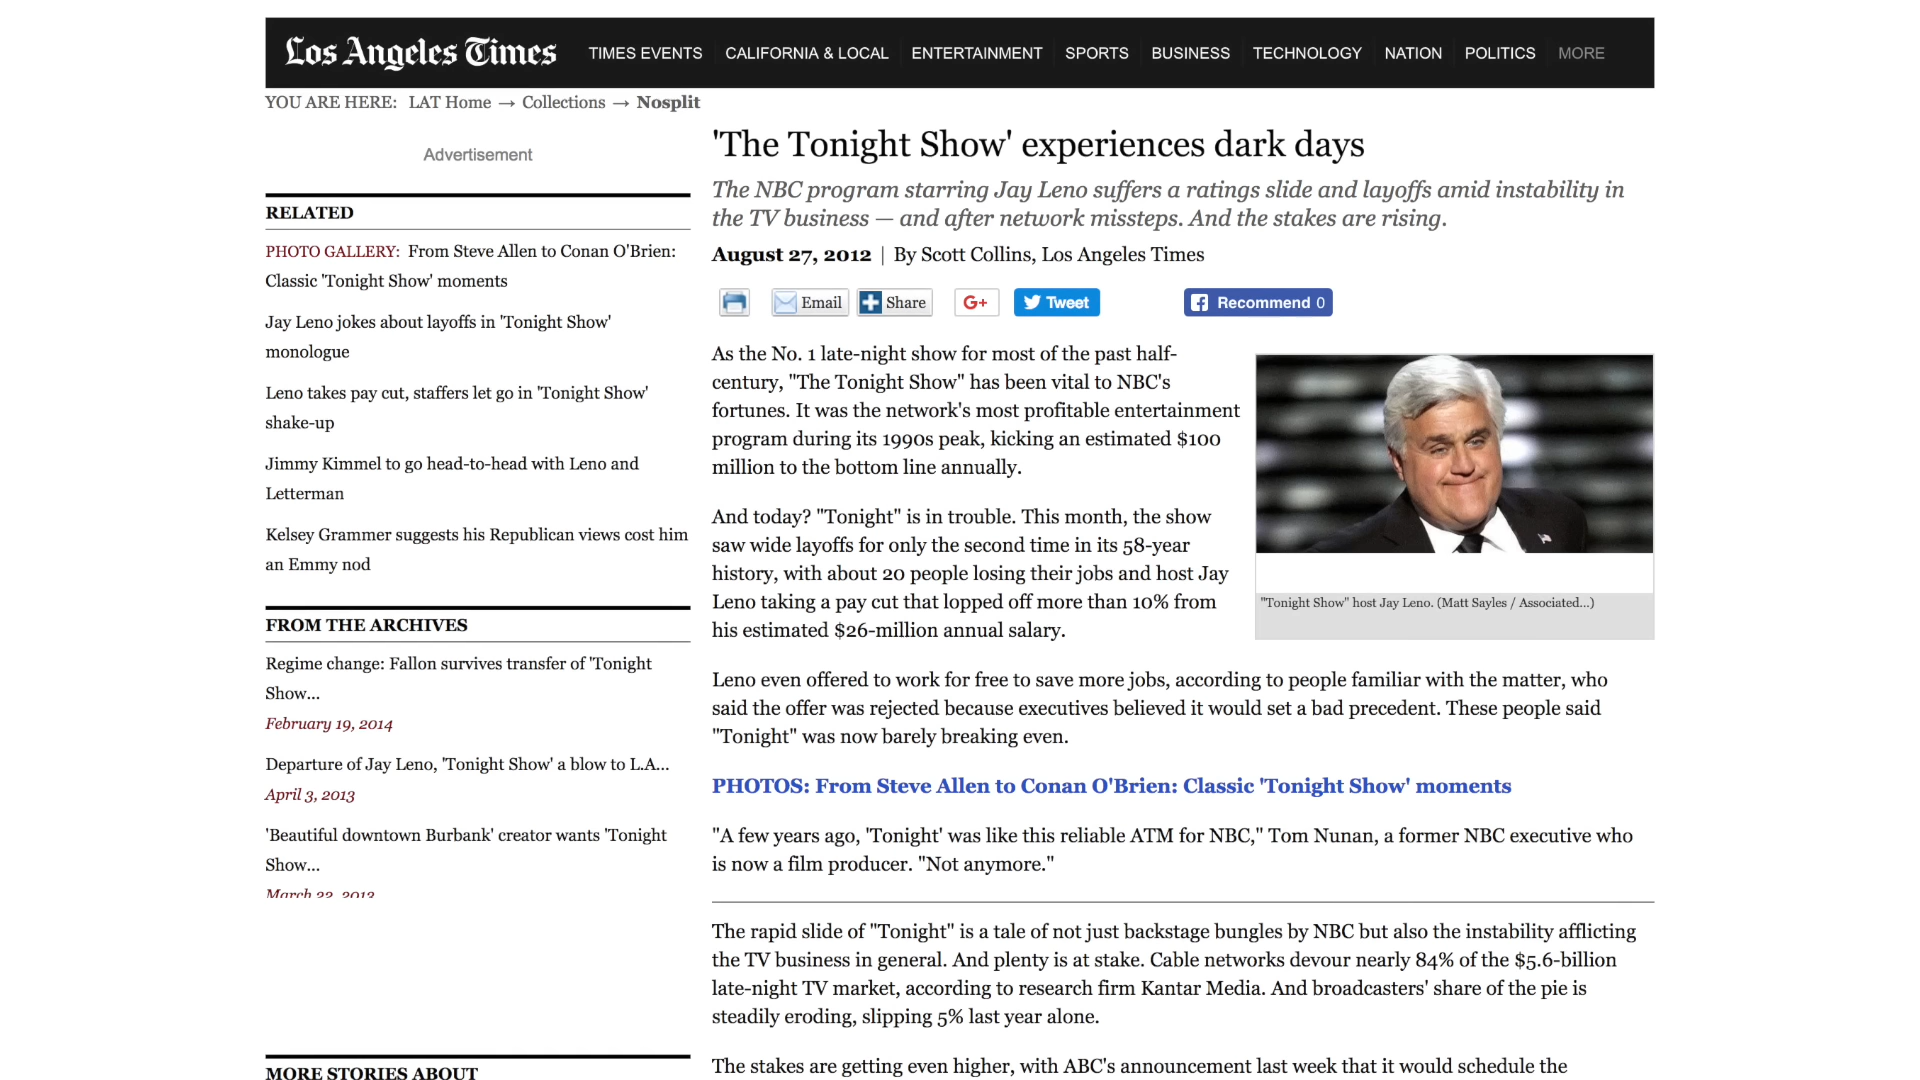 Los Angeles Times
TIMES EVENTS CALIFORNIA & LOCAL ENTERTAINMENT SPORTS BUSINESS TECHNOLOGY NATION POLITICS MORE
YOU ARE HERE: LAT Home → Collections → Nosplit
Advertisement
RELATED
PHOTO GALLERY: From Steve Allen to Conan O'Brien:
Classic 'Tonight Show' moments
Jay Leno jokes about layoffs in 'Tonight Show'
monologue
Leno takes pay cut, staffers let go in 'Tonight Show'
shake-up
Jimmy Kimmel to go head-to-head with Leno and
Letterman
Kelsey Grammer suggests his Republican views cost him
an Emmy nod
FROM THE ARCHIVES
Regime change: Fallon survives transfer of 'Tonight
Show...
February 19, 2014
Departure of Jay Leno, 'Tonight Show' a blow to L.A...
April 3, 2013
'Beautiful downtown Burbank' creator wants 'Tonight
Show...
March 22, 2013
MORE STORIES ABOUT
'The Tonight Show' experiences dark days
The NBC program starring Jay Leno suffers a ratings slide and layoffs amid instability in
the TV business — and after network missteps. And the stakes are rising.
August 27, 2012 | By Scott Collins, Los Angeles Times
Email Share G+ Tweet Recommend 0
As the No. 1 late-night show for most of the past half-
century, "The Tonight Show" has been vital to NBC's
fortunes. It was the network's most profitable entertainment
program during its 1990s peak, kicking an estimated $100
million to the bottom line annually.
And today? "Tonight" is in trouble. This month, the show
saw wide layoffs for only the second time in its 58-year
history, with about 20 people losing their jobs and host Jay
Leno taking a pay cut that lopped off more than 10% from
his estimated $26-million annual salary.
"Tonight Show" host Jay Leno. (Matt Sayles / Associated...)
Leno even offered to work for free to save more jobs, according to people familiar with the matter, who
said the offer was rejected because executives believed it would set a bad precedent. These people said
"Tonight" was now barely breaking even.
PHOTOS: From Steve Allen to Conan O'Brien: Classic 'Tonight Show' moments
"A few years ago, 'Tonight' was like this reliable ATM for NBC," Tom Nunan, a former NBC executive who
is now a film producer. "Not anymore."
The rapid slide of "Tonight" is a tale of not just backstage bungles by NBC but also the instability afflicting
the TV business in general. And plenty is at stake. Cable networks devour nearly 84% of the $5.6-billion
late-night TV market, according to research firm Kantar Media. And broadcasters' share of the pie is
steadily eroding, slipping 5% last year alone.
The stakes are getting even higher, with ABC's announcement last week that it would schedule the